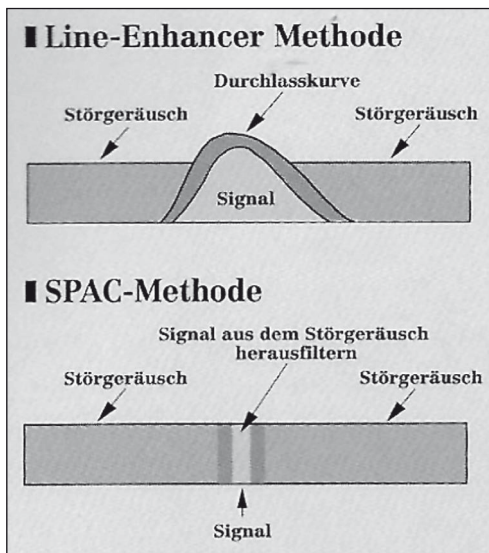 Line-Enhancer Methode
Durchlasskurve
Störgeräusch
Störgeräusch
Signal
SPAC-Methode
Signal aus dem Störgeräusch
herausfiltern
Störgeräusch
Störgeräusch
Signal